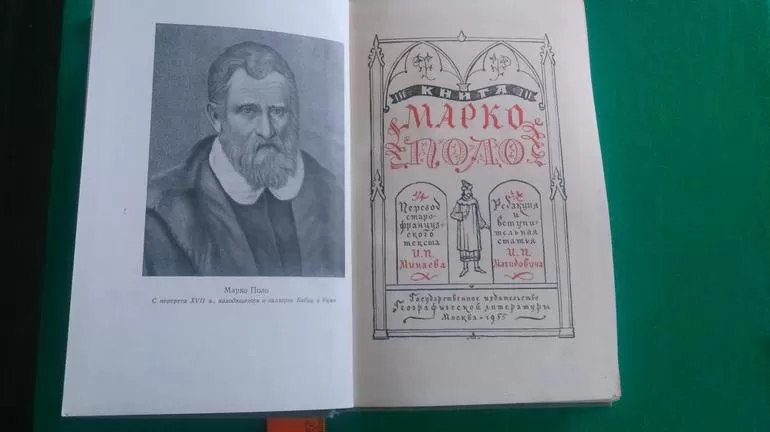 Марко Поло
С портрета XVII в., находящегося в галлерее Бадиа в Риме
КНИГА
МАРКО
ПОЛО
Перевод
старо-
француз-
ского
текста
И.П.
Минаева
Редакция
и
вступи-
тельная
статья
И.П.
Магидовича
Государственное издательство
Географической литературы
Москва